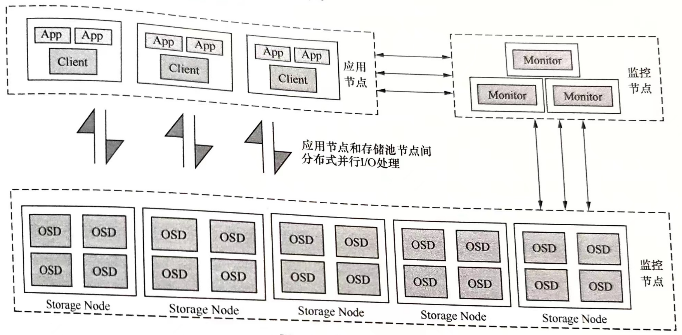 App App
Client
App App
Client
App App
Client
应用
节点
Monitor
Monitor Monitor
监控
节点
应用节点和存储池节点间
分布式并行I/O处理
OSD OSD
OSD OSD
Storage Node
OSD OSD
OSD OSD
Storage Node
OSD OSD
OSD OSD
Storage Node
OSD OSD
OSD OSD
Storage Node
OSD OSD
OSD OSD
Storage Node
监控
节点